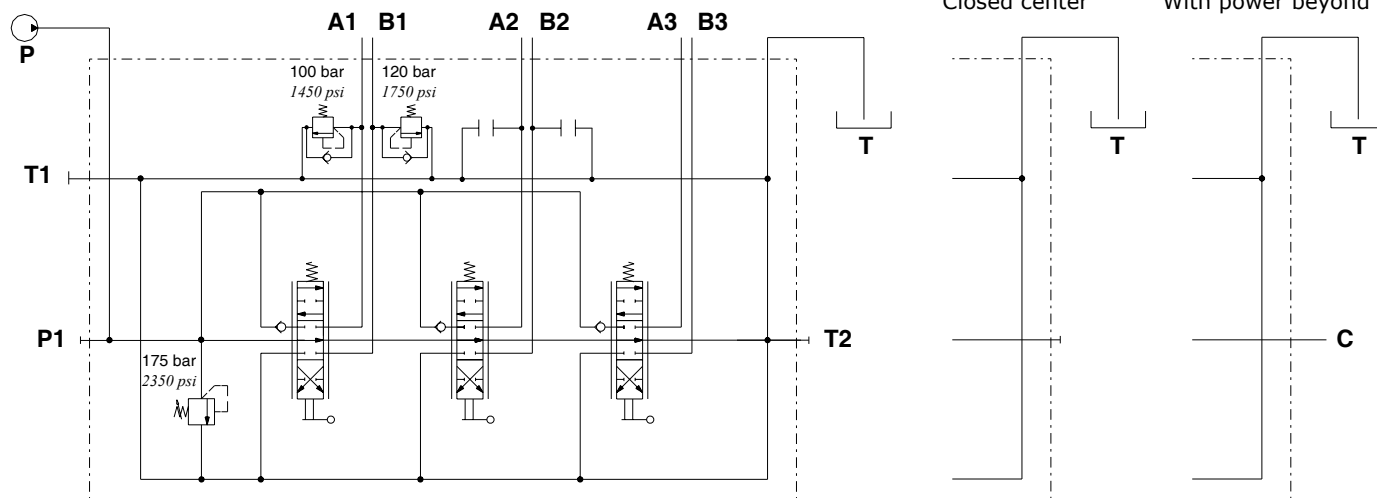 Closed center
With power beyond
A1 B1
A2 B2
A3 B3
P
100 bar
1450 psi
120 bar
1750 psi
T
T
T
T1
P1
T2
C
175 bar
2350 psi